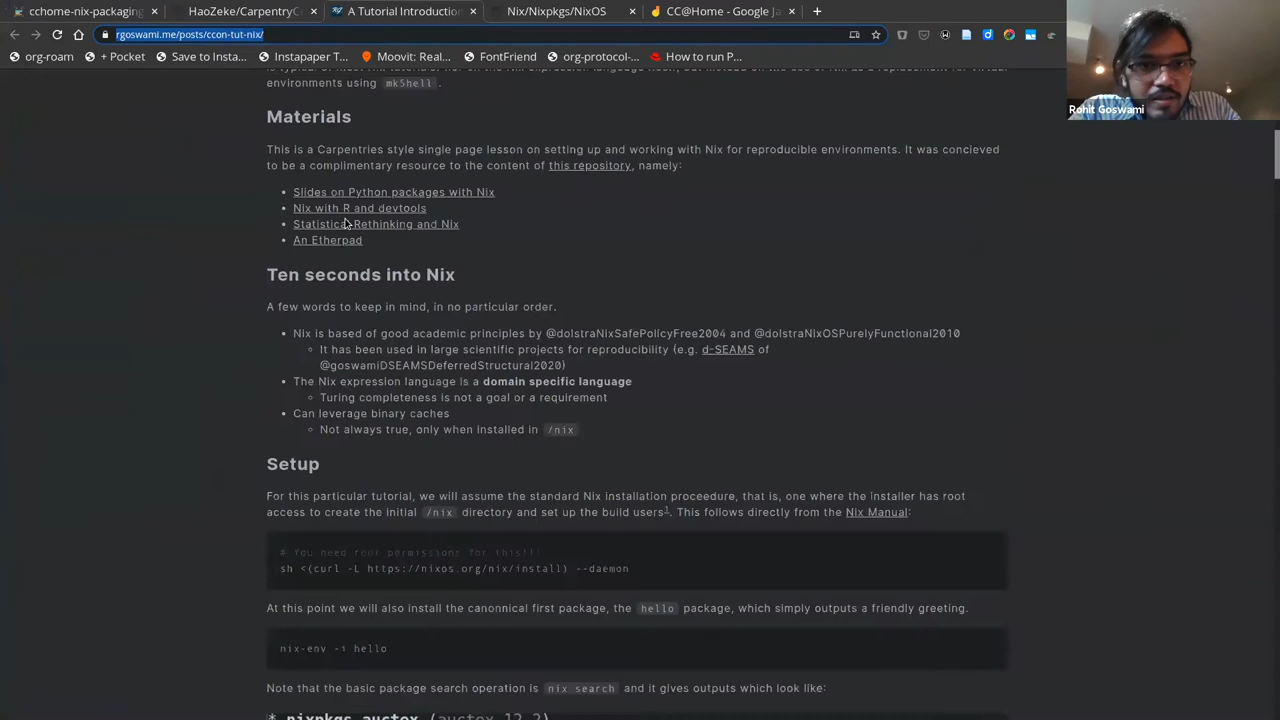 cchome-nix-packaging
HaoZeke/CarpentryC
A Tutorial Introduction
Nix/Nixpkgs/NixOS
CC@Home - Google Ja
rgoswami.me/posts/ccon-tut-nix/
org-roam
+ Pocket
Save to Insta...
Instapaper T...
Moovit: Real...
FontFriend
org-protocol-...
How to run P...
Rohit Goswami
environments using mkShell.
Materials
This is a Carpentries style single page lesson on setting up and working with Nix for reproducible environments. It was concieved
to be a complimentary resource to the content of this repository, namely:
• Slides on Python packages with Nix
• Nix with R and devtools
• Statistical Rethinking and Nix
• An Etherpad
Ten seconds into Nix
A few words to keep in mind, in no particular order.
• Nix is based of good academic principles by @dolstraNixSafePolicyFree2004 and @dolstraNixOSPurelyFunctional2010
◦ It has been used in large scientific projects for reproducibility (e.g. d-SEAMS of
@goswamiDSEAMSDeferredStructural2020)
• The Nix expression language is a domain specific language
◦ Turing completeness is not a goal or a requirement
• Can leverage binary caches
◦ Not always true, only when installed in /nix
Setup
For this particular tutorial, we will assume the standard Nix installation proceedure, that is, one where the installer has root
access to create the initial /nix directory and set up the build users1. This follows directly from the Nix Manual:
# You need root permissions for this!!!
sh <(curl -L https://nixos.org/nix/install) --daemon
At this point we will also install the canonnical first package, the hello package, which simply outputs a friendly greeting.
nix-env -i hello
Note that the basic package search operation is nix search and it gives outputs which look like:
* nixpkgs.auctex (auctex-12.2)